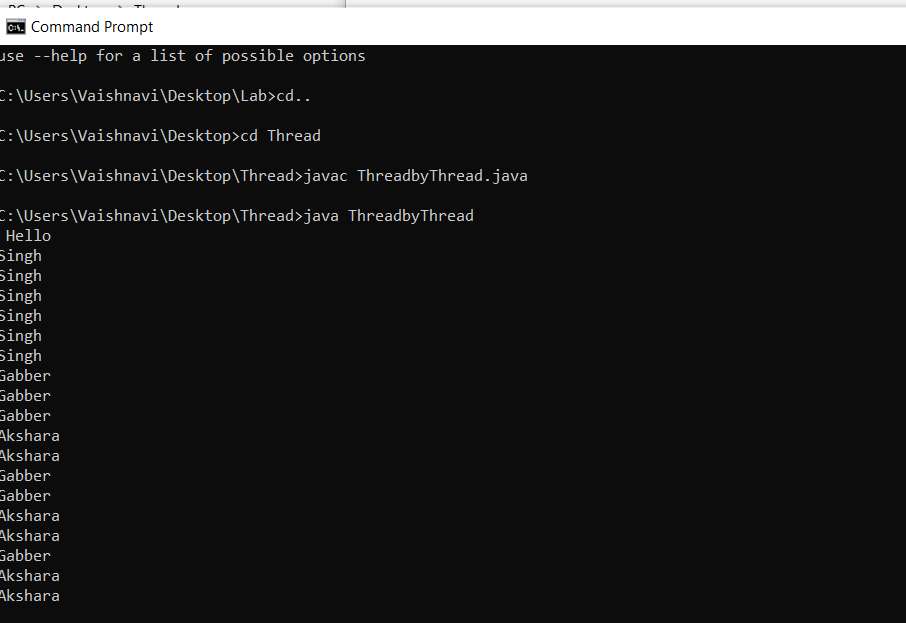 Command Prompt
use --help for a list of possible options
C:\Users\Vaishnavi\Desktop\Lab>cd..
C:\Users\Vaishnavi\Desktop>cd Thread
C:\Users\Vaishnavi\Desktop\Thread>javac ThreadbyThread.java
C:\Users\Vaishnavi\Desktop\Thread>java ThreadbyThread
Hello
Singh
Singh
Singh
Singh
Singh
Singh
Gabber
Gabber
Gabber
Akshara
Akshara
Gabber
Gabber
Akshara
Akshara
Gabber
Akshara
Akshara